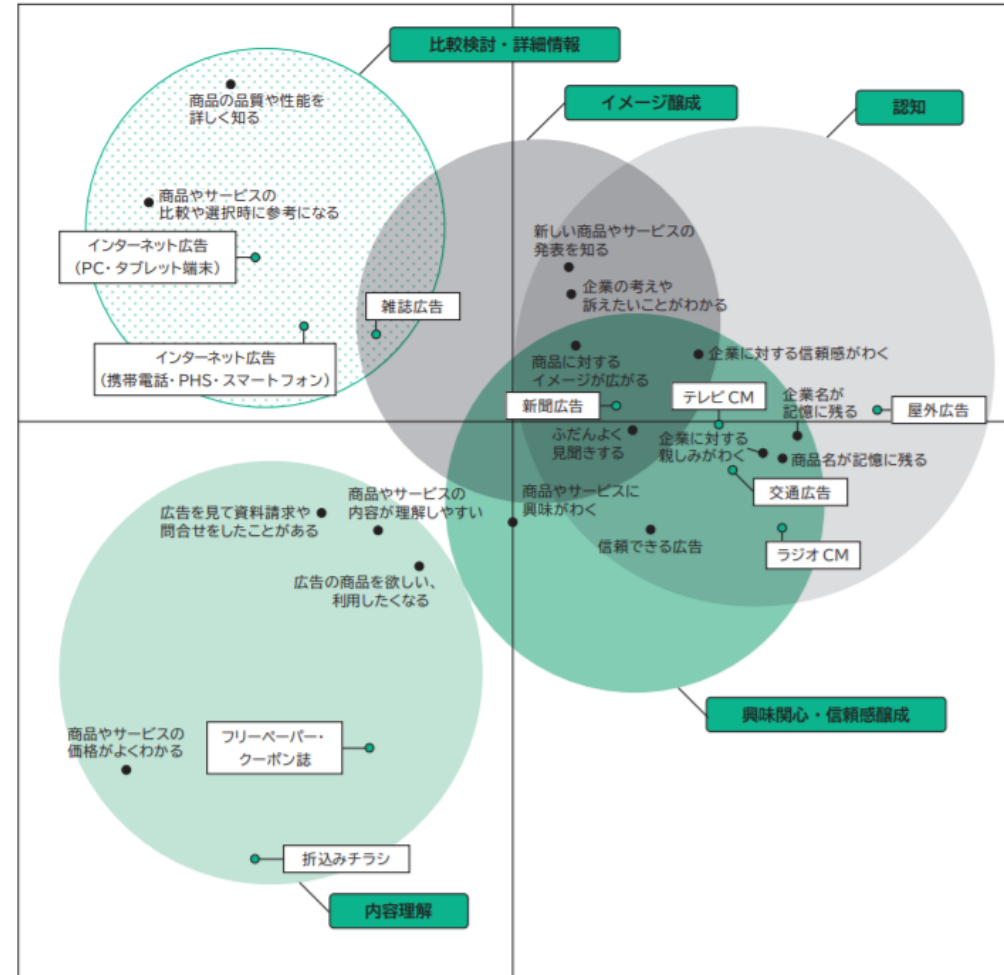 比較検討・詳細情報
商品の品質や性能を
詳しく知る
イメージ醸成
認知
商品やサービスの
比較や選択時に参考になる
インターネット広告
（PC・タブレット端末）
新しい商品やサービスの
発表を知る
企業の考えや
訴えたいことがわかる
雑誌広告
インターネット広告
（携帯電話・PHS・スマートフォン）
商品に対する
イメージが広がる
企業に対する信頼感がわく
新聞広告
テレビCM
企業名が
記憶に残る
屋外広告
ふだんよく
見聞きする
企業に対する
親しみがわく
商品名が記憶に残る
交通広告
広告を見て資料請求や
問合せをしたことがある
商品やサービスの
内容が理解しやすい
商品やサービスに
興味がわく
信頼できる広告
ラジオCM
広告の商品を欲しい、
利用したくなる
興味関心・信頼感醸成
商品やサービスの
価格がよくわかる
フリーペーパー・
クーポン誌
折込みチラシ
内容理解